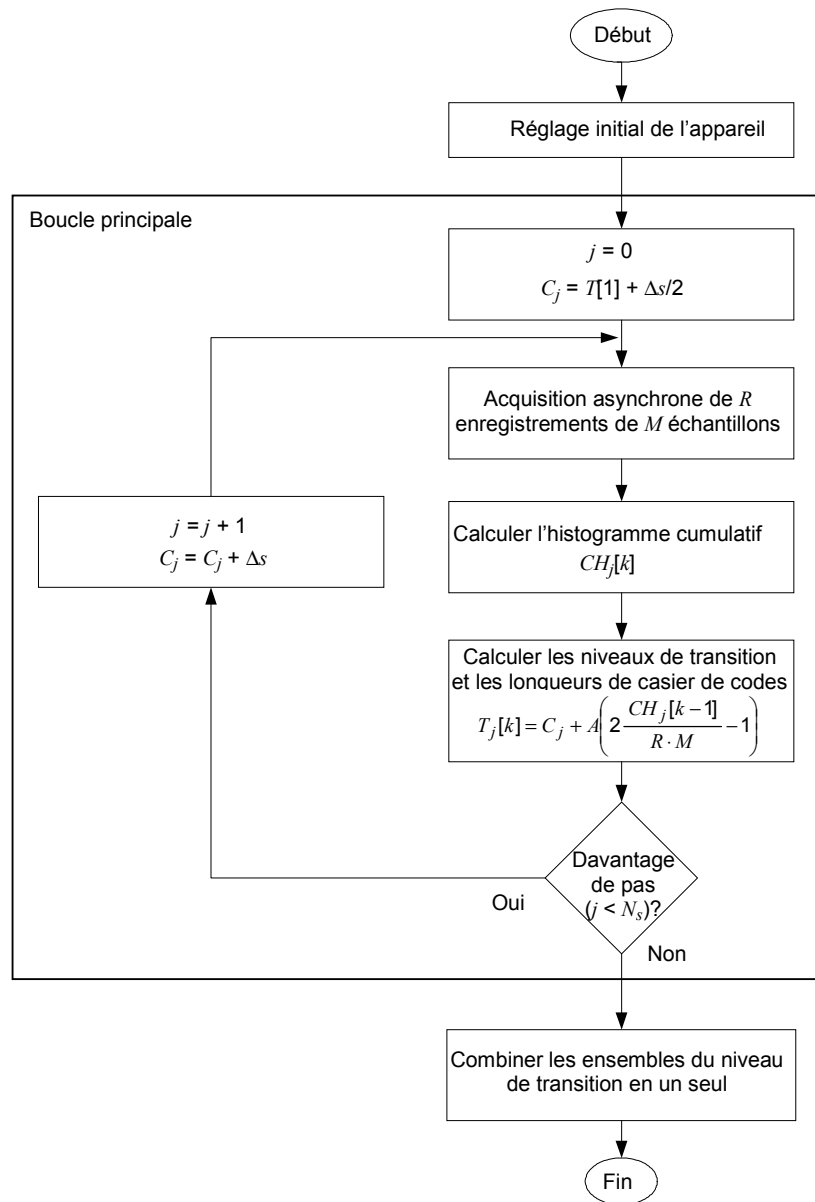 Début
Réglage initial de l'appareil
Boucle principale
j = 0
C_j = T[1] + Δs/2
Acquisition asynchrone de R
enregistrements de M échantillons
Calculer l'histogramme cumulatif
CH_j[k]
j = j + 1
C_j = C_j + Δs
Calculer les niveaux de transition
et les longueurs de casier de codes
T_j[k] = C_j + A(2 CH_j[k−1] / R·M −1)
Davantage
de pas
(j < N_s)?
Oui
Non
Combiner les ensembles du niveau
de transition en un seul
Fin